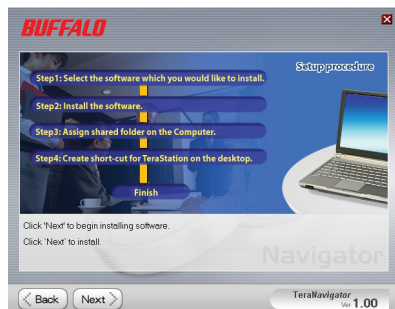 BUFFALO
Setup procedure
Step1: Select the software which you would like to install.
Step2: Install the software.
Step3: Assign shared folder on the Computer.
Step4: Create short-cut for TeraStation on the desktop.
Finish
Click 'Next' to begin installing software.
Click `Next` to install.
Navigator
Back
Next
TeraNavigator
Ver 1.00